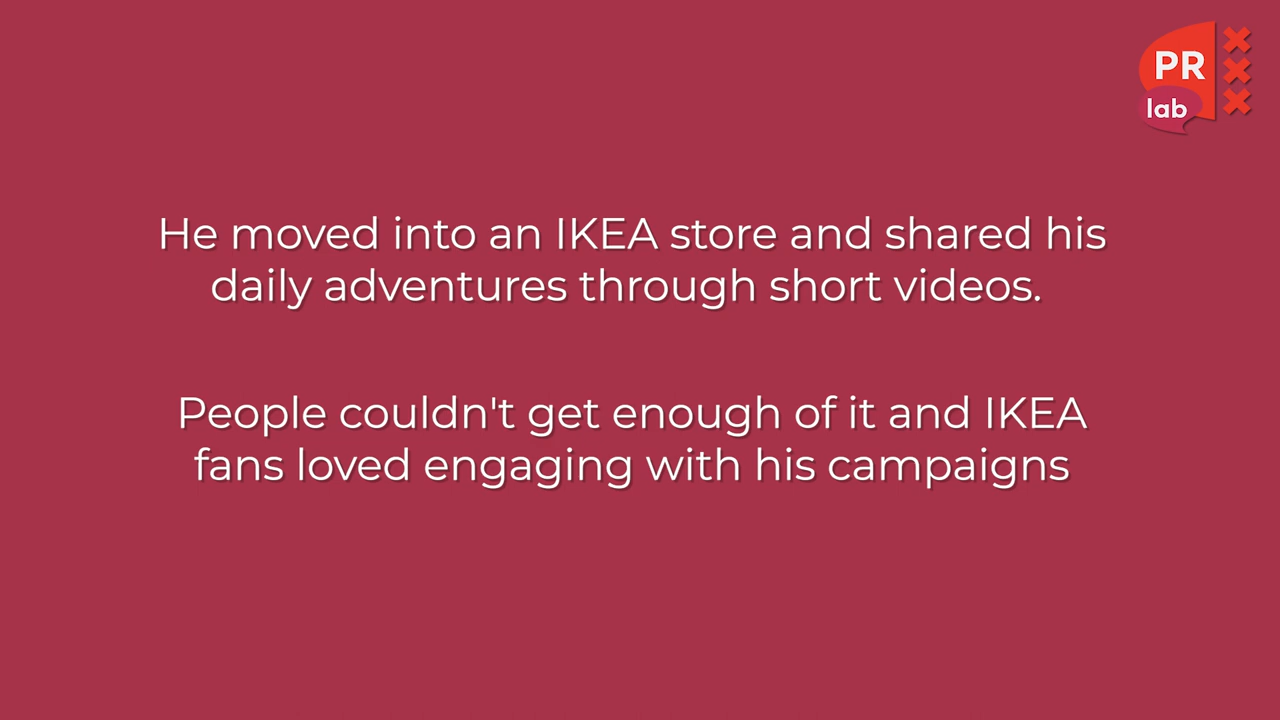 PR
lab
He moved into an IKEA store and shared his
daily adventures through short videos.
People couldn't get enough of it and IKEA
fans loved engaging with his campaigns